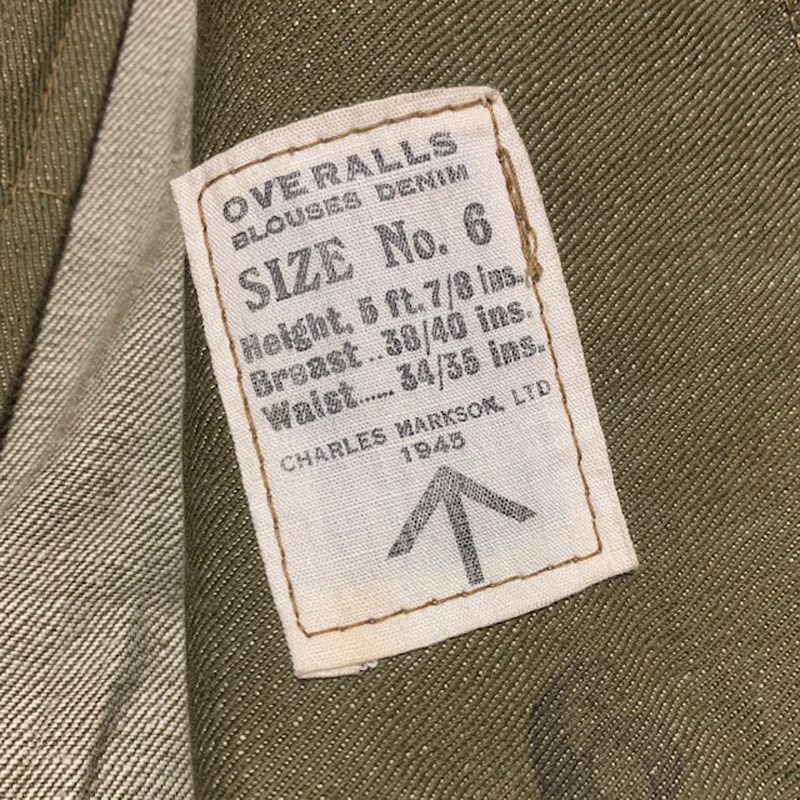 OVERALLS
BLOUSES DENIM
SIZE No. 6
Height, 5 ft. 7/8 ins.
Breast .. 38/40 ins.
Waist...... 34/35 ins.
CHARLES MARKSON, LTD
1945